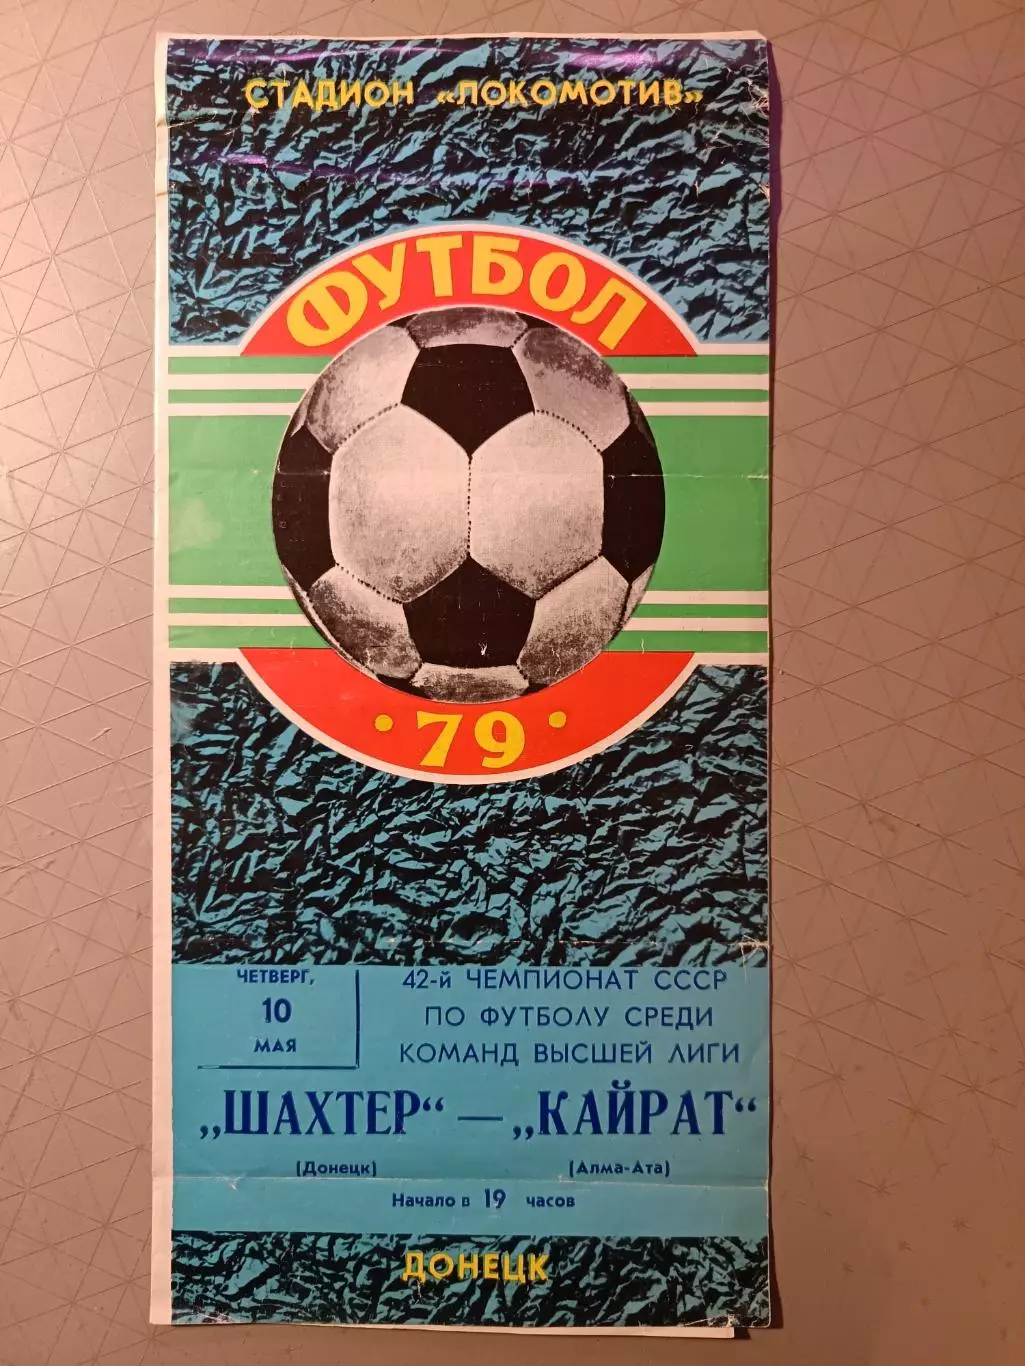 СТАДИОН «ЛОКОМОТИВ»
ФУТБОЛ
· 79 ·
ЧЕТВЕРГ,
10
МАЯ
42-й ЧЕМПИОНАТ СССР
ПО ФУТБОЛУ СРЕДИ
КОМАНД ВЫСШЕЙ ЛИГИ
„ШАХТЕР“ — „КАЙРАТ“
(Донецк) (Алма-Ата)
Начало в 19 часов
ДОНЕЦК